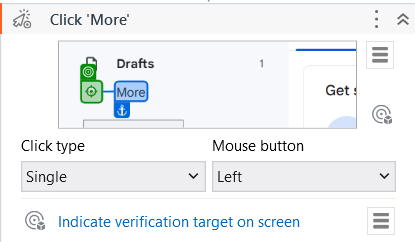 Click 'More'
Drafts 1
More
Get s
Click type Mouse button
Single Left
Indicate verification target on screen